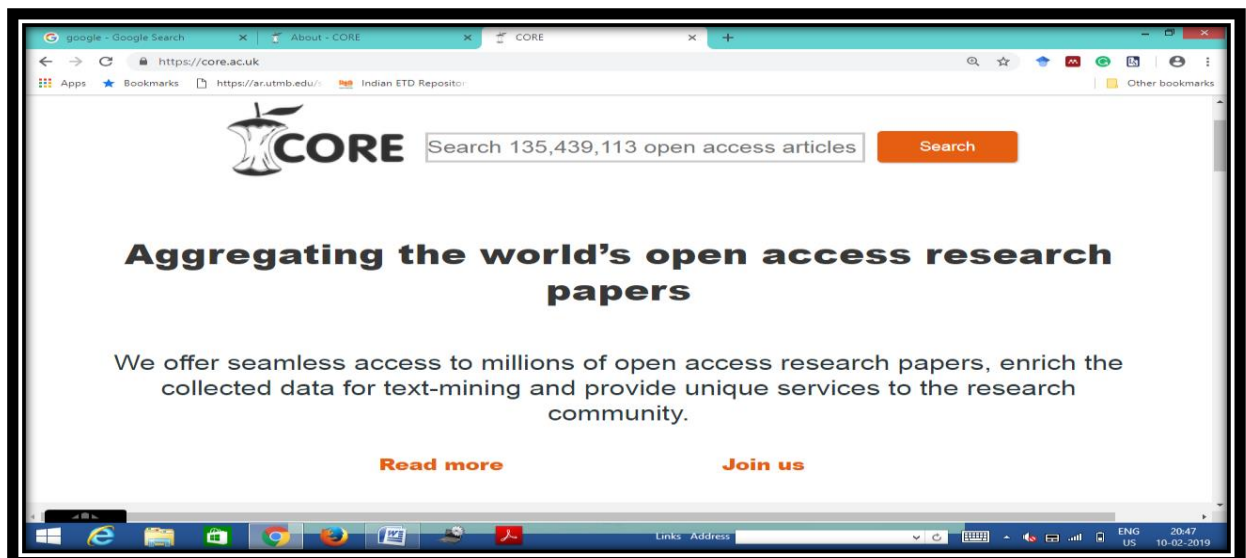 google - Google Search
About - CORE
CORE
https://core.ac.uk
Apps
Bookmarks
https://ar.utmb.edu/
Indian ETD Repositor
Other bookmarks
CORE
Search 135,439,113 open access articles
Search
Aggregating the world's open access research
papers
We offer seamless access to millions of open access research papers, enrich the
collected data for text-mining and provide unique services to the research
community.
Read more
Join us
Links Address
ENG
20:47
US
10-02-2019